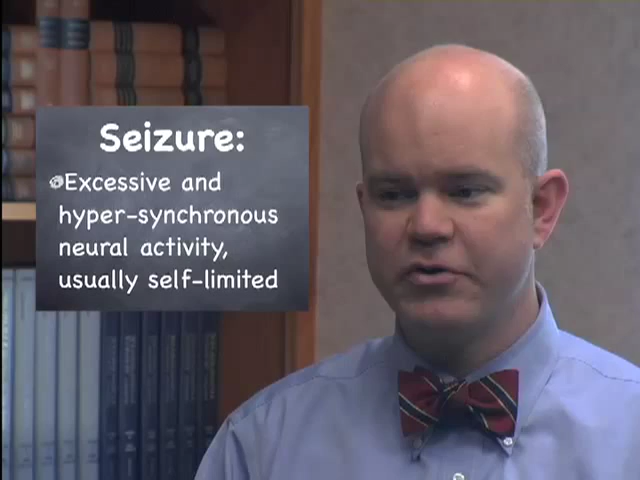 Seizure:
Excessive and
hyper-synchronous
neural activity,
usually self-limited